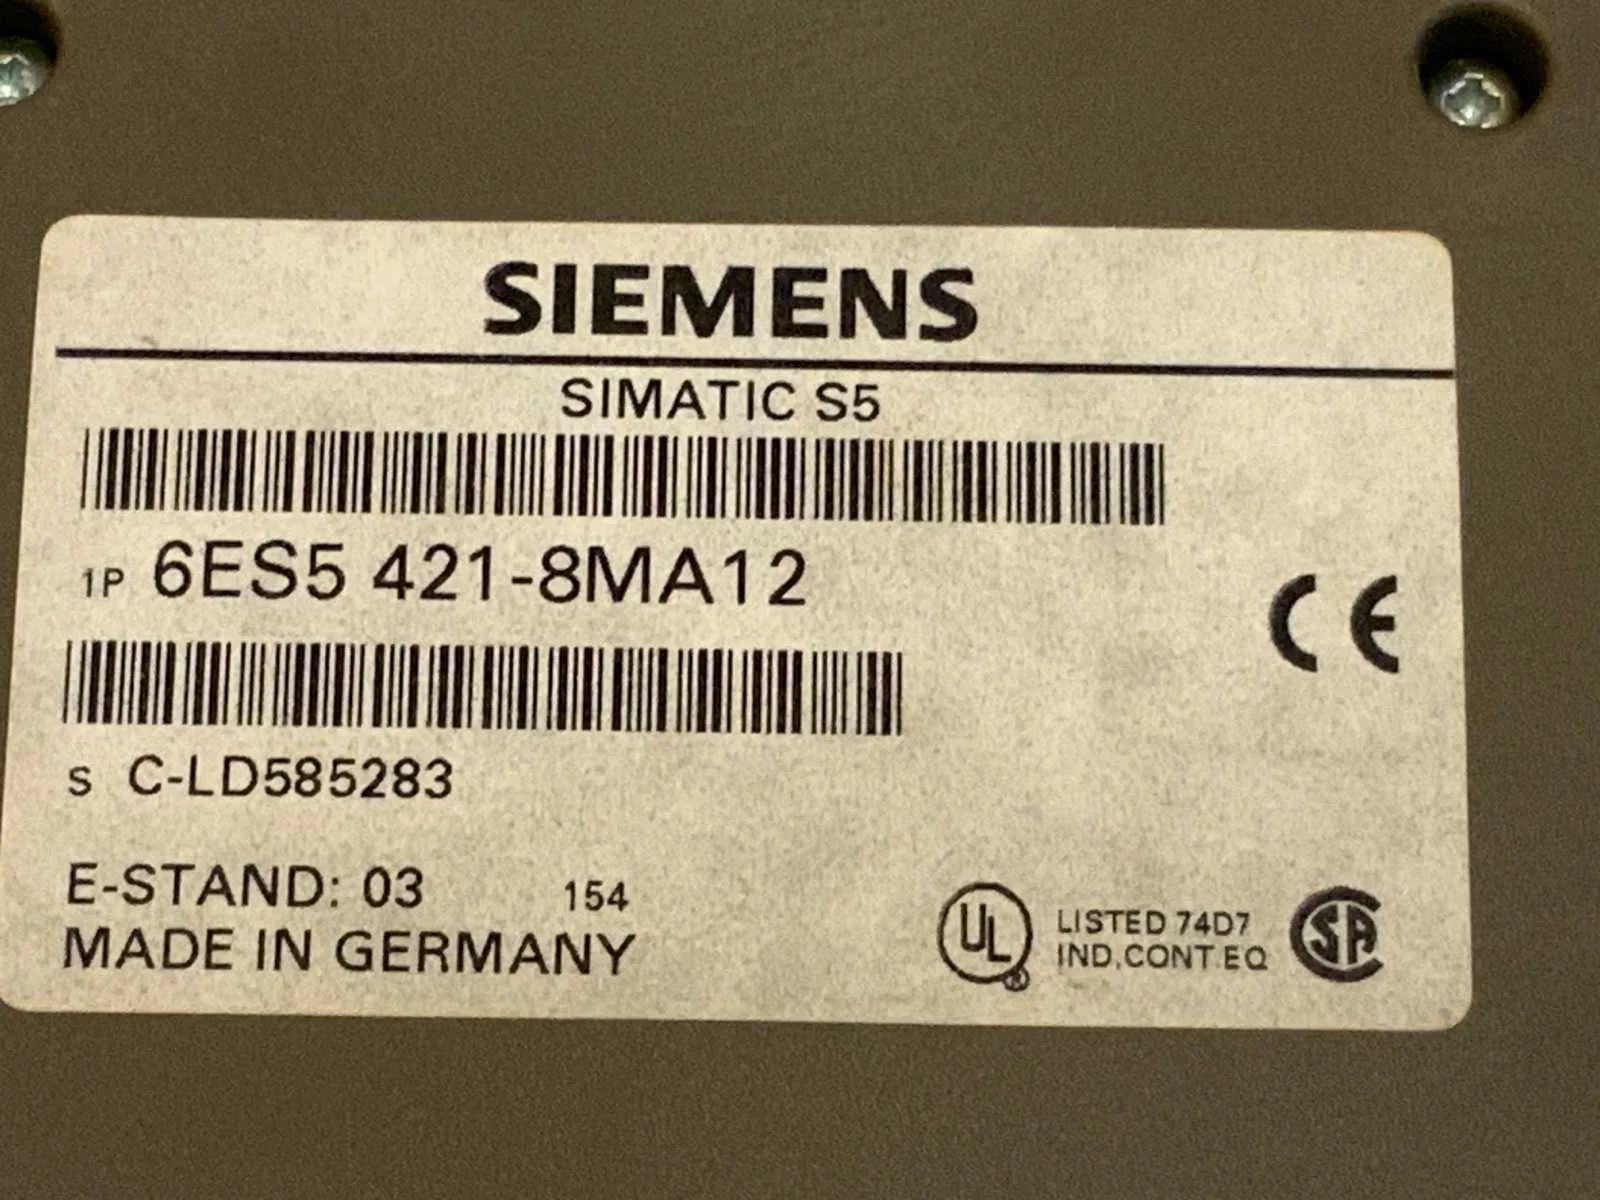 SIEMENS
SIMATIC S5
1P 6ES5 421-8MA12
CE
S C-LD585283
E-STAND: 03 154
MADE IN GERMANY
UL ® LISTED 74D7 SA
IND.CONT.EQ